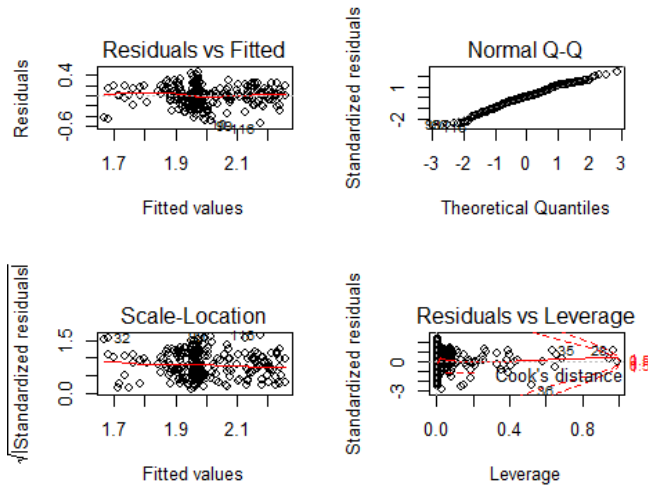 Residuals vs Fitted
Residuals
0.4
-0.6
1.7
1.9
2.1
Fitted values
Normal Q-Q
Standardized residuals
1
-2
-3 -2 -1 0 1 2 3
Theoretical Quantiles
Scale-Location
√|Standardized residuals|
1.5
0.0
32
1.7
1.9
2.1
Fitted values
Residuals vs Leverage
Standardized residuals
0
-3
35
Cook's distance
36
0.0
0.4
0.8
Leverage